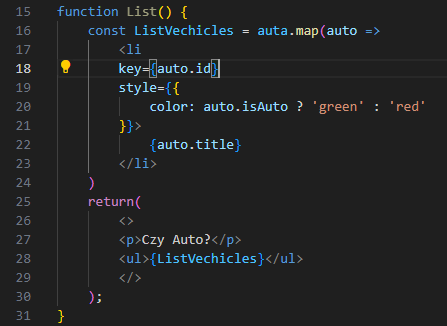 15 function List() {
16     const ListVechicles = auta.map(auto =>
17         <li
18         key={auto.id}
19         style={{
20             color: auto.isAuto ? 'green' : 'red'
21         }}>
22             {auto.title}
23         </li>
24     )
25     return(
26         <>
27         <p>Czy Auto?</p>
28         <ul>{ListVechicles}</ul>
29         </>
30     );
31 }